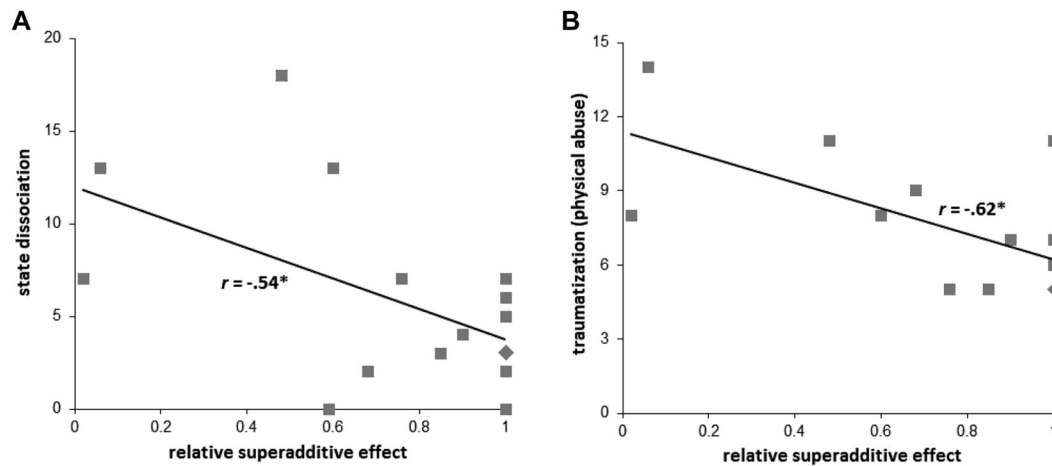 A
20
15
10
5
0
state dissociation
r = -.54*
0
0.2
0.4
0.6
0.8
1
relative superadditive effect
B
15
12
9
6
3
0
traumatization (physical abuse)
r = -.62*
0
0.2
0.4
0.6
0.8
1
relative superadditive effect